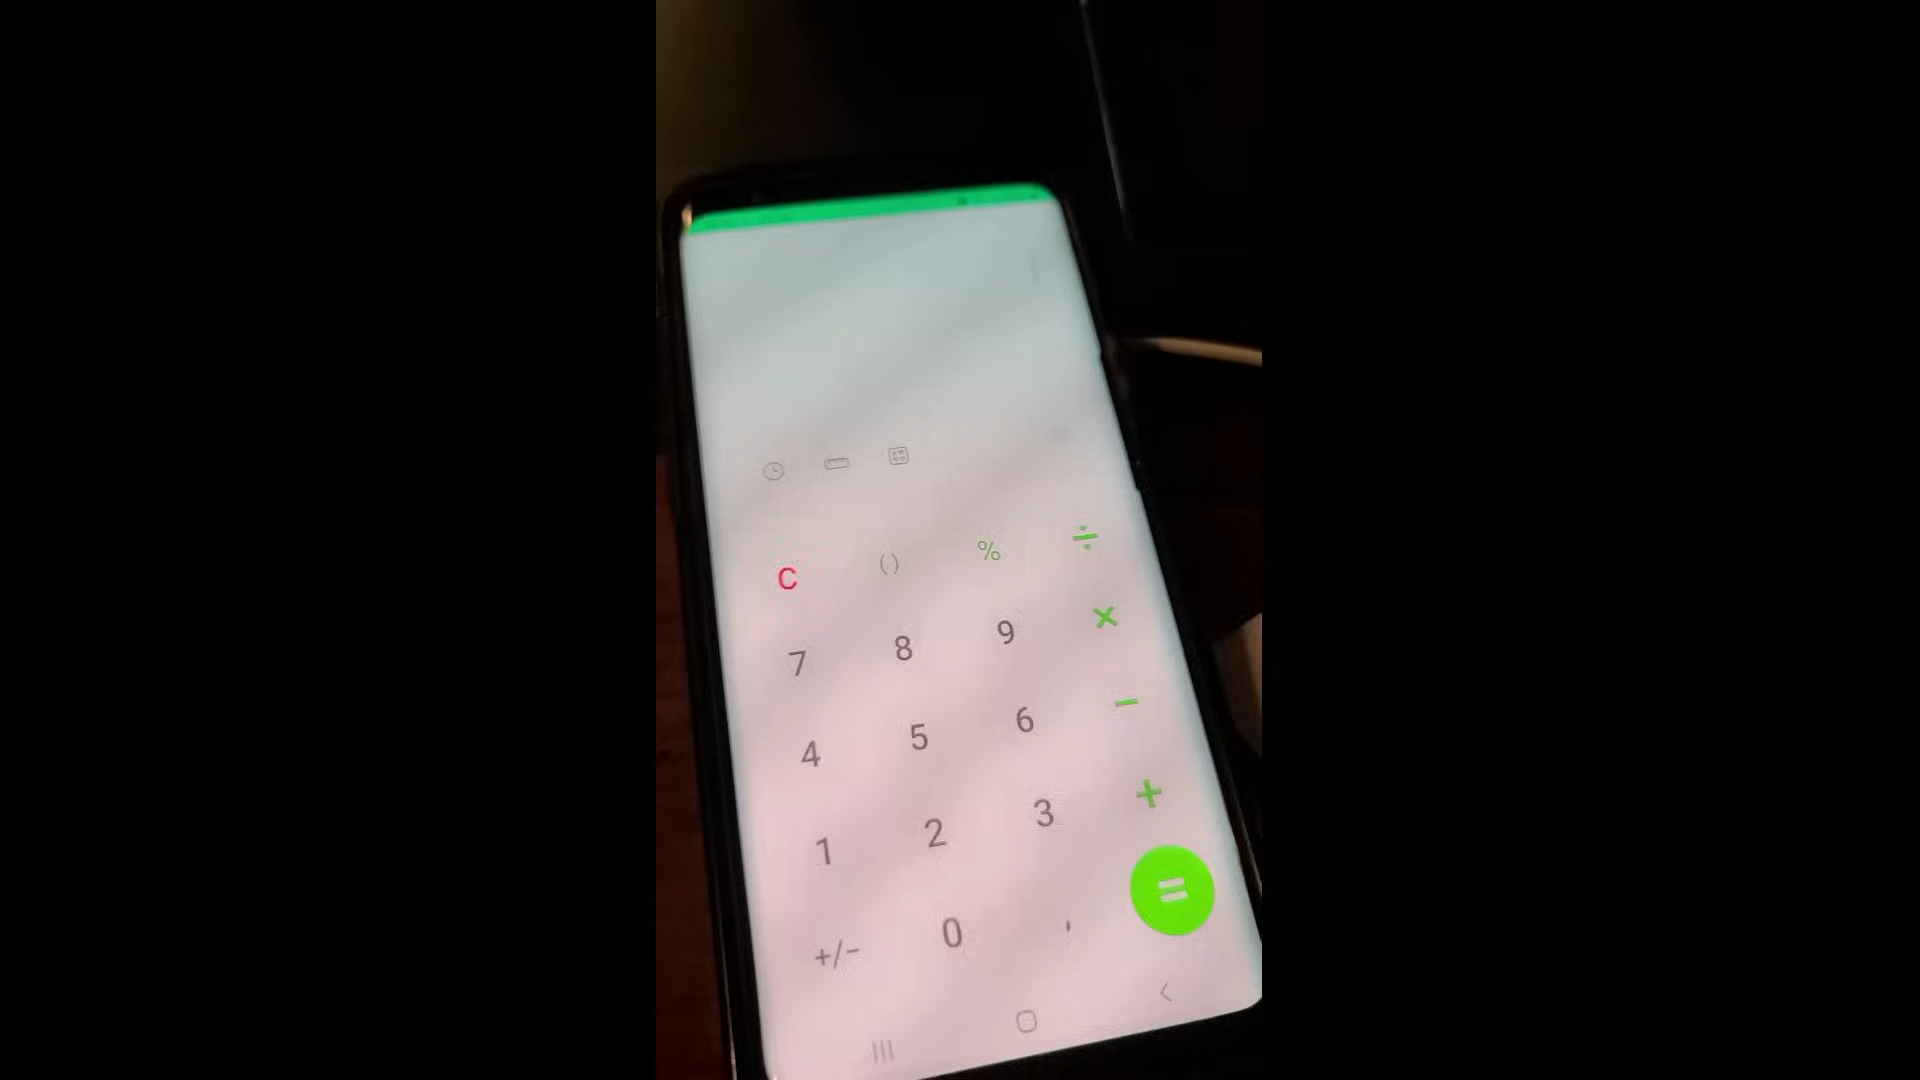 C () % ÷
7 8 9 ×
4 5 6 −
1 2 3 +
+/− 0 , =